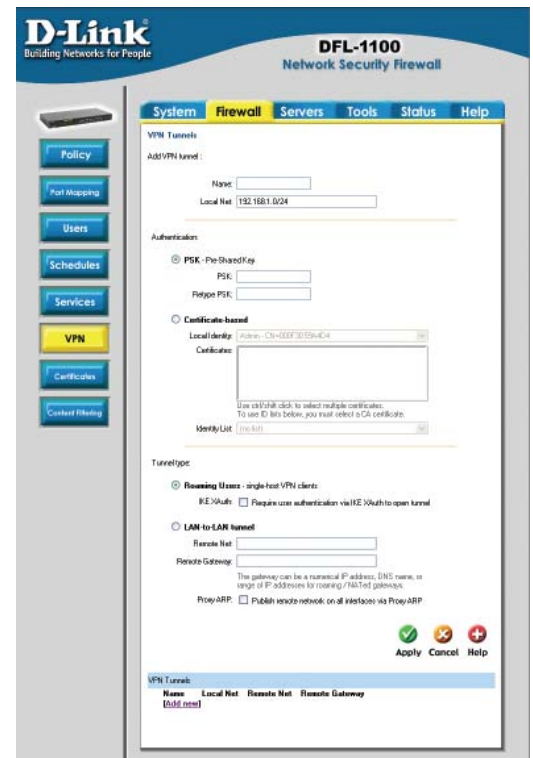 D-Link
Building Networks for People
DFL-1100
Network Security Firewall
System Firewall Servers Tools Status Help
Policy
Port Mapping
Users
Schedules
Services
VPN
Certificates
Content Filtering
VPN Tunnels
Add VPN tunnel :
Name:
Local Net: 192.168.1.0/24
Authentication:
PSK - Pre-Shared Key
PSK:
Retype PSK:
Certificate-based
Local Identity: Admin - CN=000F3D59A4D4
Certificates:
Use ctrl/shift click to select multiple certificates.
To use ID lists below, you must select a CA certificate.
Identity List: (no list)
Tunnel type:
Roaming Users - single-host VPN clients
IKE XAuth: Require user authentication via IKE XAuth to open tunnel
LAN-to-LAN tunnel
Remote Net:
Remote Gateway:
The gateway can be a numerical IP address, DNS name, or
range of IP addresses for roaming / NATed gateways.
Proxy ARP: Publish remote network on all interfaces via Proxy ARP
Apply Cancel Help
VPN Tunnels
Name Local Net Remote Net Remote Gateway
[Add new]